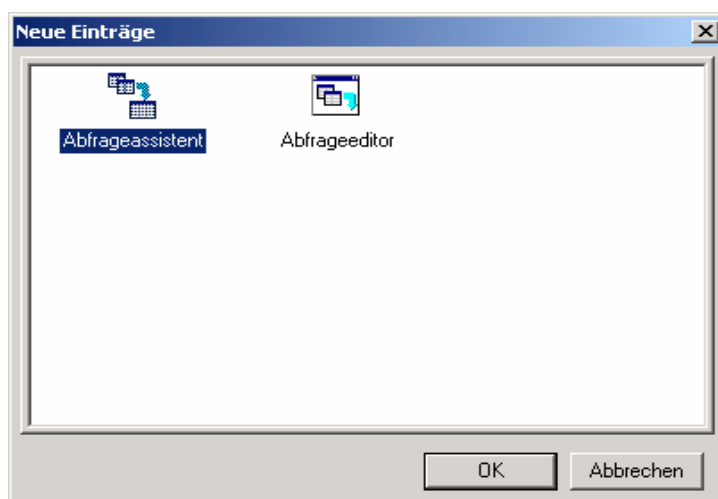 Neue Einträge
Abfrageassistent
Abfrageeditor
OK
Abbrechen